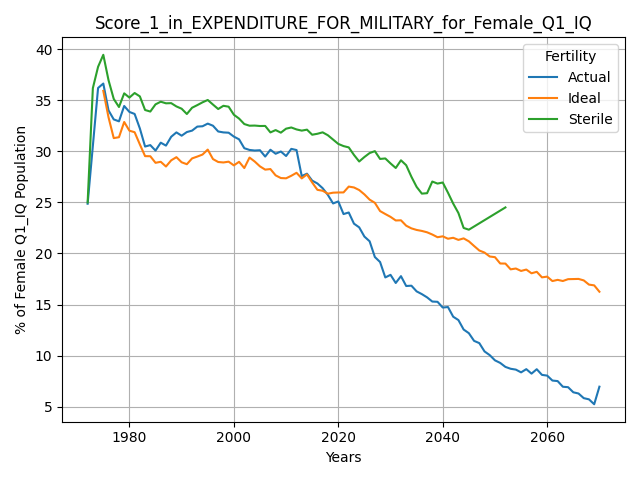 Score_1_in_EXPENDITURE_FOR_MILITARY_for_Female_Q1_IQ
% of Female Q1_IQ Population
40
35
30
25
20
15
10
5
Fertility
Actual
Ideal
Sterile
1980 2000 2020 2040 2060
Years